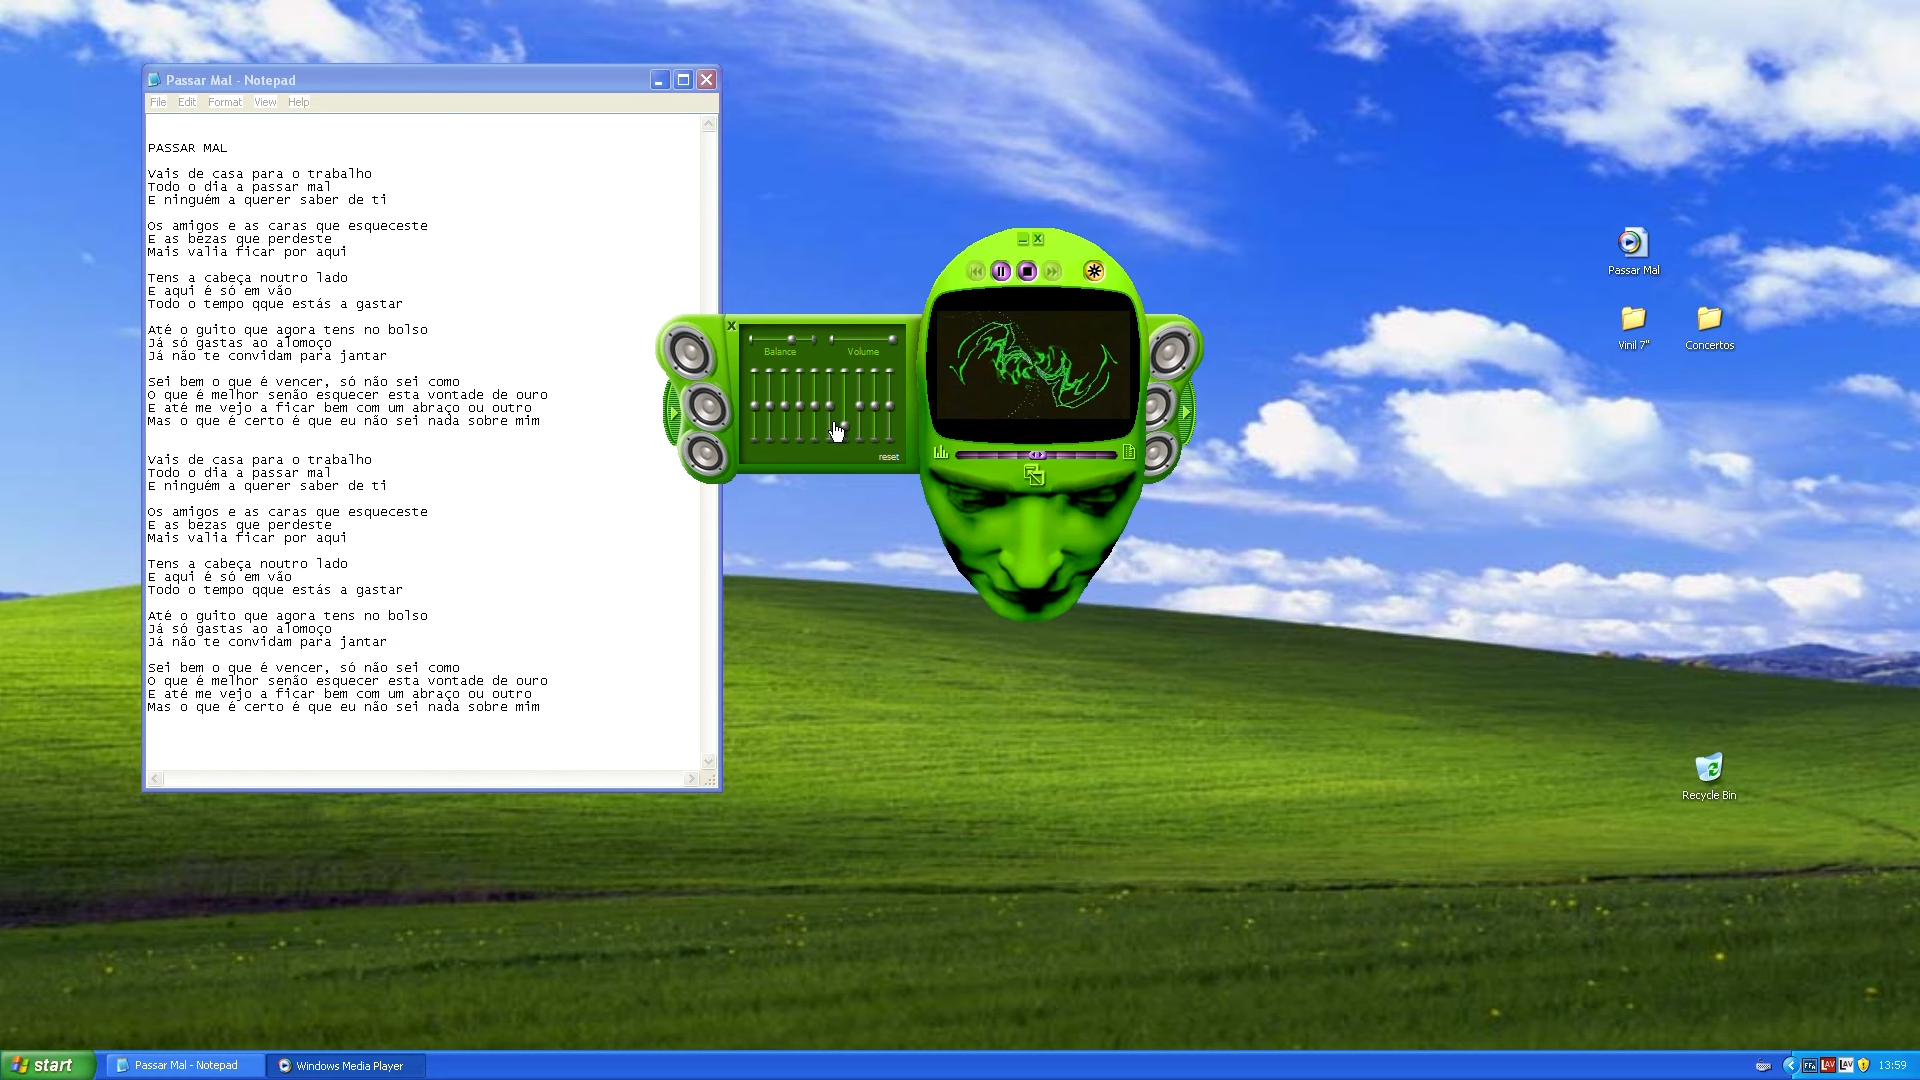 Passar Mal - Notepad
File Edit Format View Help
PASSAR MAL
Vais de casa para o trabalho
Todo o dia a passar mal
E ninguém a querer saber de ti
Os amigos e as caras que esqueceste
E as bezas que perdeste
Mais valia ficar por aqui
Tens a cabeça noutro lado
E aqui é só em vão
Todo o tempo qque estás a gastar
Até o guito que agora tens no bolso
Já só gastas ao alomoço
Já não te convidam para jantar
Sei bem o que é vencer, só não sei como
O que é melhor senão esquecer esta vontade de ouro
E até me vejo a ficar bem com um abraço ou outro
Mas o que é certo é que eu não sei nada sobre mim
Vais de casa para o trabalho
Todo o dia a passar mal
E ninguém a querer saber de ti
Os amigos e as caras que esqueceste
E as bezas que perdeste
Mais valia ficar por aqui
Tens a cabeça noutro lado
E aqui é só em vão
Todo o tempo qque estás a gastar
Até o guito que agora tens no bolso
Já só gastas ao alomoço
Já não te convidam para jantar
Sei bem o que é vencer, só não sei como
O que é melhor senão esquecer esta vontade de ouro
E até me vejo a ficar bem com um abraço ou outro
Mas o que é certo é que eu não sei nada sobre mim
X
Balance Volume
reset
Passar Mal
Vinil 7" Concertos
Recycle Bin
start Passar Mal - Notepad Windows Media Player FFA LAV LAV 13:59